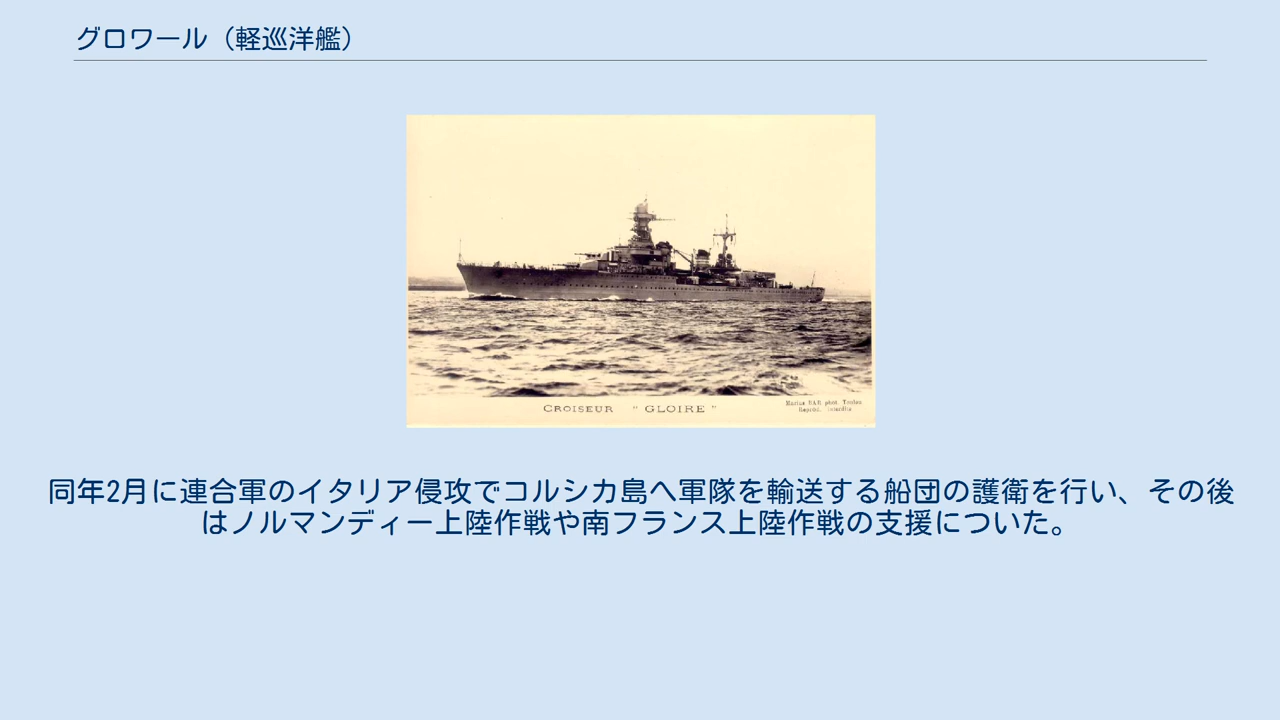 グロワール（軽巡洋艦）
CROISEUR " GLOIRE "
Marius BAR phot. Toulon
同年2月に連合軍のイタリア侵攻でコルシカ島へ軍隊を輸送する船団の護衛を行い、その後
はノルマンディー上陸作戦や南フランス上陸作戦の支援についた。